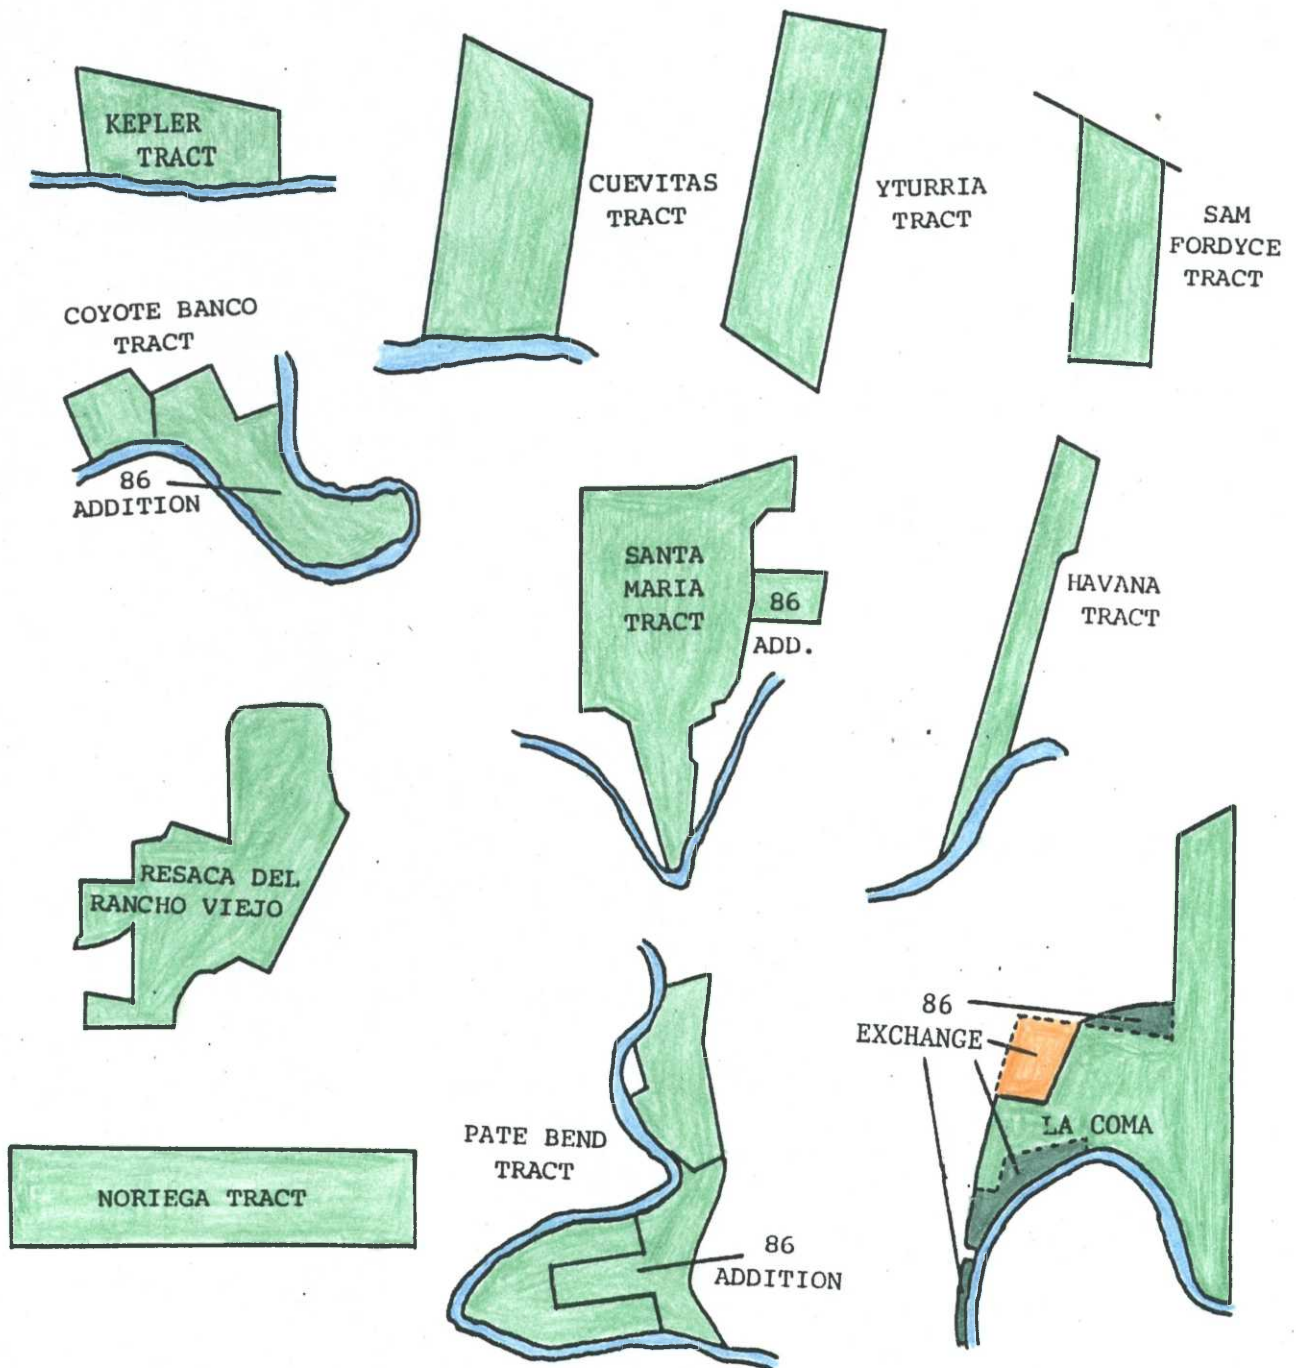 KEPLER
TRACT
CUEVITAS
TRACT
YTURRIA
TRACT
SAM
FORDYCE
TRACT
COYOTE BANCO
TRACT
86
ADDITION
SANTA
MARIA
TRACT
86
ADD.
HAVANA
TRACT
RESACA DEL
RANCHO VIEJO
86
EXCHANGE
LA COMA
PATE BEND
TRACT
NORIEGA TRACT
86
ADDITION